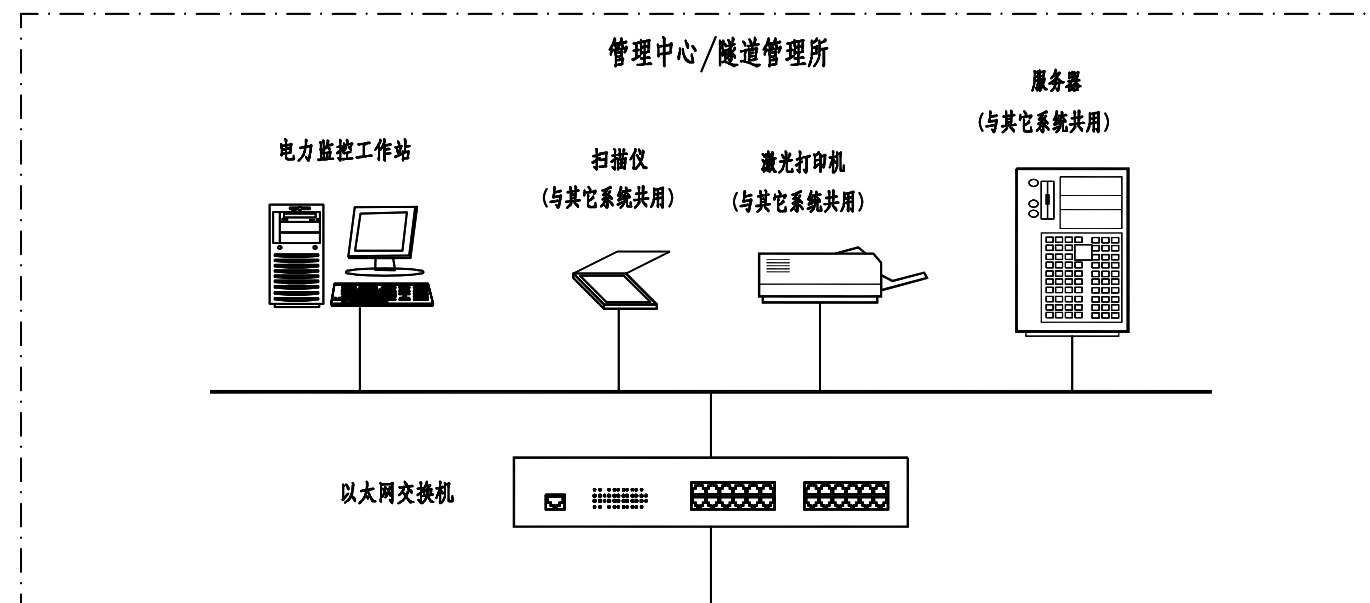 管理中心/隧道管理所
服务器
(与其它系统共用)
电力监控工作站
扫描仪
(与其它系统共用)
激光打印机
(与其它系统共用)
以太网交换机